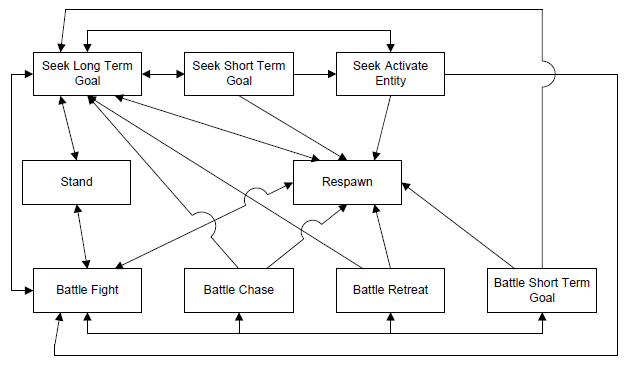 Seek Long Term
Goal
Seek Short Term
Goal
Seek Activate
Entity
Stand
Respawn
Battle Fight
Battle Chase
Battle Retreat
Battle Short Term
Goal